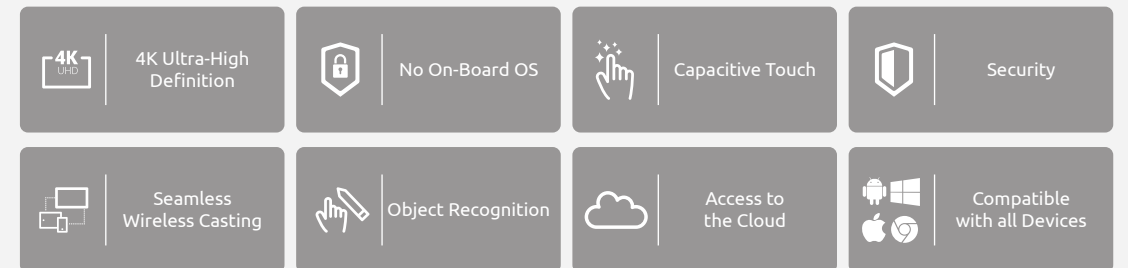 4K
UHD
4K Ultra-High
Definition
No On-Board OS
Capacitive Touch
Security
Seamless
Wireless Casting
Object Recognition
Access to
the Cloud
Compatible
with all Devices